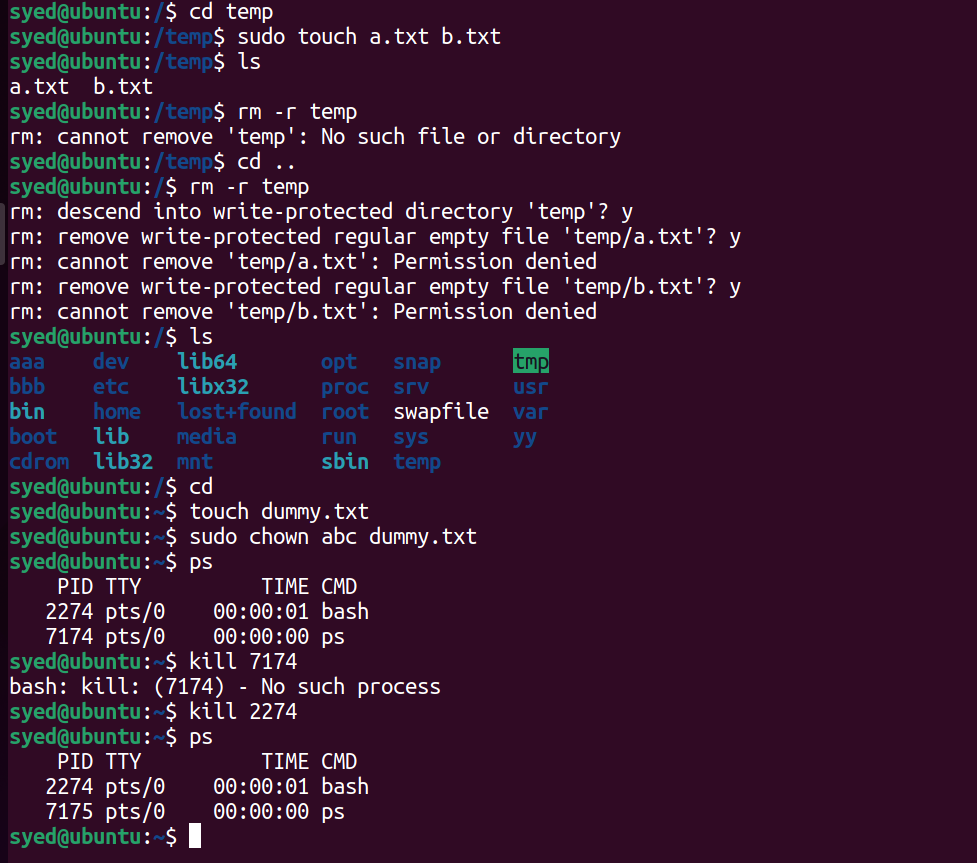 syed@ubuntu:/$ cd temp
syed@ubuntu:/temp$ sudo touch a.txt b.txt
syed@ubuntu:/temp$ ls
a.txt  b.txt
syed@ubuntu:/temp$ rm -r temp
rm: cannot remove 'temp': No such file or directory
syed@ubuntu:/temp$ cd ..
syed@ubuntu:/$ rm -r temp
rm: descend into write-protected directory 'temp'? y
rm: remove write-protected regular empty file 'temp/a.txt'? y
rm: cannot remove 'temp/a.txt': Permission denied
rm: remove write-protected regular empty file 'temp/b.txt'? y
rm: cannot remove 'temp/b.txt': Permission denied
syed@ubuntu:/$ ls
aaa    dev    lib64       opt   snap      tmp
bbb    etc    libx32      proc  srv       usr
bin    home   lost+found  root  swapfile  var
boot   lib    media       run   sys       yy
cdrom  lib32  mnt         sbin  temp
syed@ubuntu:/$ cd
syed@ubuntu:~$ touch dummy.txt
syed@ubuntu:~$ sudo chown abc dummy.txt
syed@ubuntu:~$ ps
    PID TTY          TIME CMD
   2274 pts/0    00:00:01 bash
   7174 pts/0    00:00:00 ps
syed@ubuntu:~$ kill 7174
bash: kill: (7174) - No such process
syed@ubuntu:~$ kill 2274
syed@ubuntu:~$ ps
    PID TTY          TIME CMD
   2274 pts/0    00:00:01 bash
   7175 pts/0    00:00:00 ps
syed@ubuntu:~$